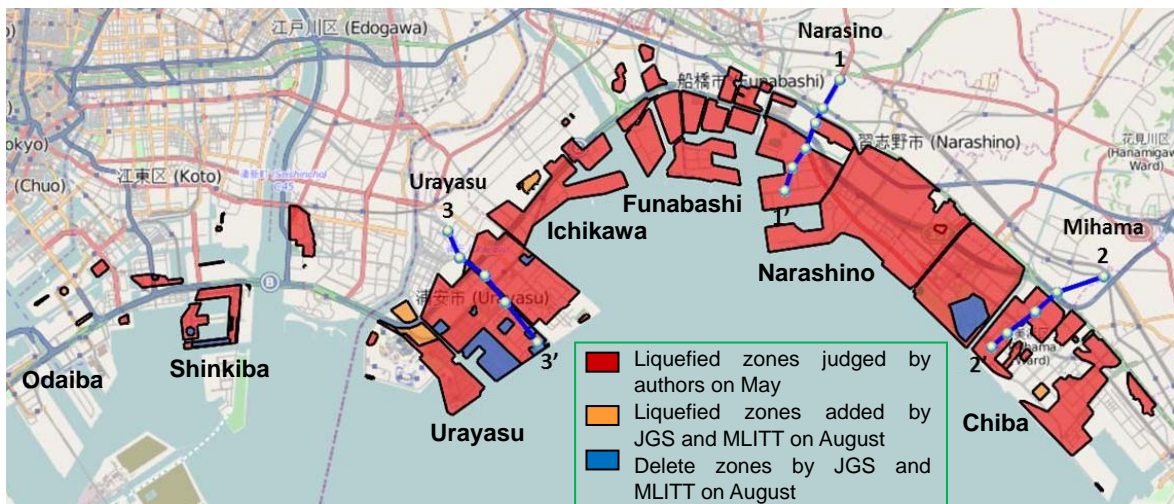 江戸川区 (Edogawa)
Narasino
1
船橋市 (Funabashi)
習志野市 (Narashino)
花見川区
(Hanamigawa
Ward)
okyo)
(Chuo)
江東区 (Koto)
Urayasu
3
Ichikawa
Funabashi
1'
Mihama
2
Narashino
浦安市 (Urayasu)
B
3'
2'
Odaiba
Shinkiba
Urayasu
Chiba
Liquefied zones judged by
authors on May
Liquefied zones added by
JGS and MLITT on August
Delete zones by JGS and
MLITT on August